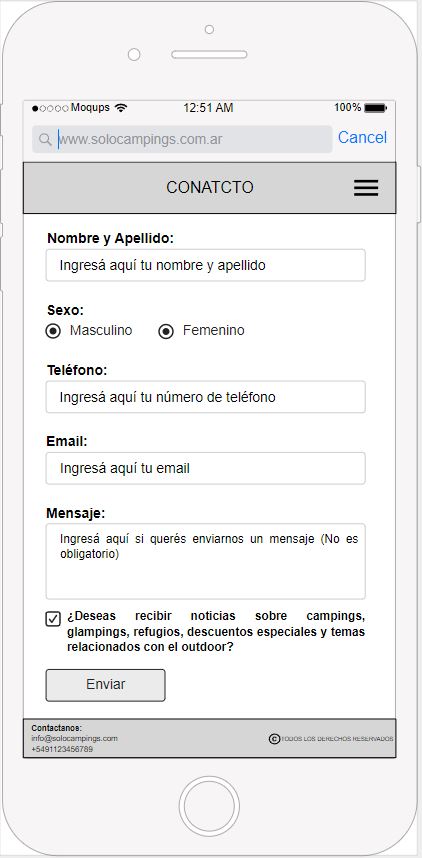 Moqups 12:51 AM 100%
www.solocampings.com.ar Cancel
CONATCTO
Nombre y Apellido:
Ingresá aquí tu nombre y apellido
Sexo:
Masculino Femenino
Teléfono:
Ingresá aquí tu número de teléfono
Email:
Ingresá aquí tu email
Mensaje:
Ingresá aquí si querés enviarnos un mensaje (No es
obligatorio)
¿Deseas recibir noticias sobre campings,
glampings, refugios, descuentos especiales y temas
relacionados con el outdoor?
Enviar
Contactanos:
info@solocampings.com
+5491123456789
©TODOS LOS DERECHOS RESERVADOS